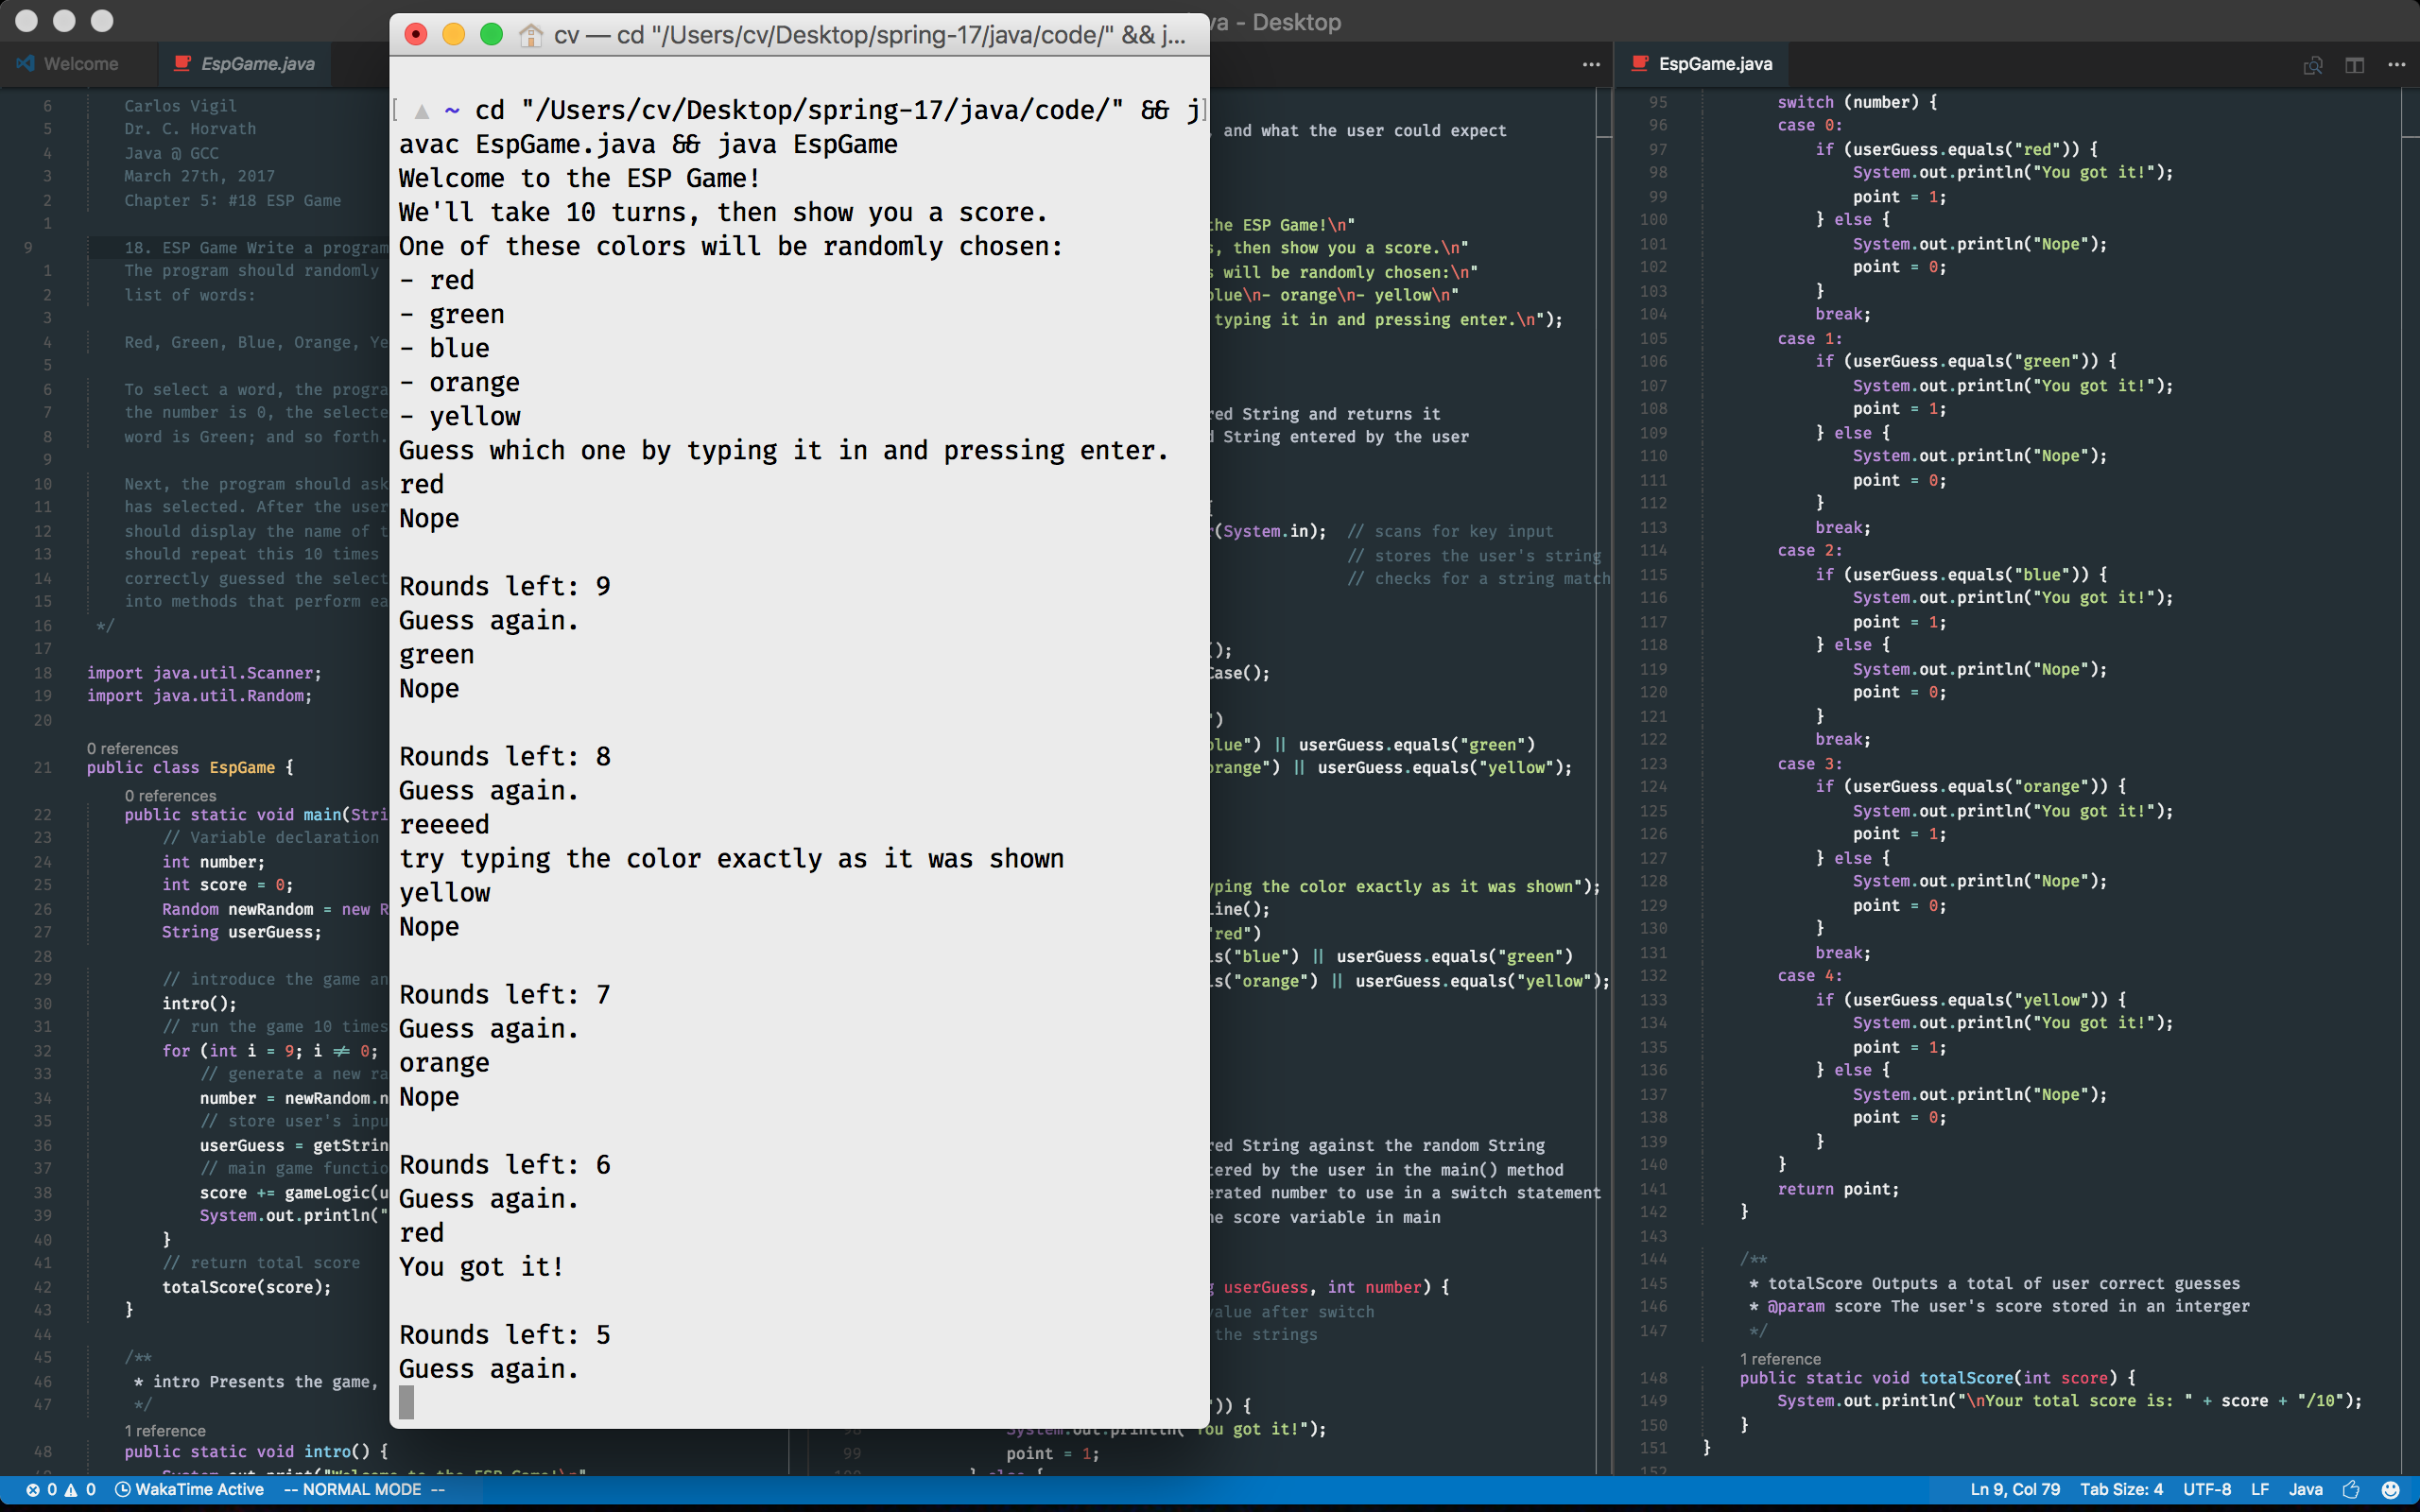 va - Desktop
Welcome
EspGame.java
cv — cd "/Users/cv/Desktop/spring-17/java/code/" && j...
EspGame.java
~ cd "/Users/cv/Desktop/spring-17/java/code/" && j
avac EspGame.java && java EspGame
Welcome to the ESP Game!
We'll take 10 turns, then show you a score.
One of these colors will be randomly chosen:
- red
- green
- blue
- orange
- yellow
Guess which one by typing it in and pressing enter.
red
Nope
Rounds left: 9
Guess again.
green
Nope
Rounds left: 8
Guess again.
reeeed
try typing the color exactly as it was shown
yellow
Nope
Rounds left: 7
Guess again.
orange
Nope
Rounds left: 6
Guess again.
red
You got it!
Rounds left: 5
Guess again.
6 Carlos Vigil
5 Dr. C. Horvath
4 Java @ GCC
3 March 27th, 2017
2 Chapter 5: #18 ESP Game
1
9 18. ESP Game Write a program
1 The program should randomly
2 list of words:
3
4 Red, Green, Blue, Orange, Ye
5
6 To select a word, the progra
7 the number is 0, the selecte
8 word is Green; and so forth.
9
10 Next, the program should ask
11 has selected. After the user
12 should display the name of t
13 should repeat this 10 times
14 correctly guessed the select
15 into methods that perform ea
16 */
17
18 import java.util.Scanner;
19 import java.util.Random;
20
0 references
21 public class EspGame {
0 references
22 public static void main(Stri
23 // Variable declaration
24 int number;
25 int score = 0;
26 Random newRandom = new R
27 String userGuess;
28
29 // introduce the game an
30 intro();
31 // run the game 10 times
32 for (int i = 9; i ≠ 0;
33 // generate a new ra
34 number = newRandom.n
35 // store user's inpu
36 userGuess = getStrin
37 // main game functio
38 score += gameLogic(u
39 System.out.println("
40 }
41 // return total score
42 totalScore(score);
43 }
44
45 /**
46 * intro Presents the game,
47 */
1 reference
48 public static void intro() {
System.out.print("Welcome to the ESP Game!\n"
, and what the user could expect
the ESP Game!\n"
s, then show you a score.\n"
s will be randomly chosen:\n"
blue\n- orange\n- yellow\n"
typing it in and pressing enter.\n");
red String and returns it
d String entered by the user
{
r(System.in); // scans for key input
// stores the user's string
// checks for a string match
();
Case();
")
blue") || userGuess.equals("green")
orange") || userGuess.equals("yellow");
yping the color exactly as it was shown");
Line();
"red")
ls("blue") || userGuess.equals("green")
ls("orange") || userGuess.equals("yellow");
red String against the random String
tered by the user in the main() method
erated number to use in a switch statement
he score variable in main
g userGuess, int number) {
value after switch
the strings
")) {
98 System.out.println("You got it!");
99 point = 1;
100 } else {
95 switch (number) {
96 case 0:
97 if (userGuess.equals("red")) {
98 System.out.println("You got it!");
99 point = 1;
100 } else {
101 System.out.println("Nope");
102 point = 0;
103 }
104 break;
105 case 1:
106 if (userGuess.equals("green")) {
107 System.out.println("You got it!");
108 point = 1;
109 } else {
110 System.out.println("Nope");
111 point = 0;
112 }
113 break;
114 case 2:
115 if (userGuess.equals("blue")) {
116 System.out.println("You got it!");
117 point = 1;
118 } else {
119 System.out.println("Nope");
120 point = 0;
121 }
122 break;
123 case 3:
124 if (userGuess.equals("orange")) {
125 System.out.println("You got it!");
126 point = 1;
127 } else {
128 System.out.println("Nope");
129 point = 0;
130 }
131 break;
132 case 4:
133 if (userGuess.equals("yellow")) {
134 System.out.println("You got it!");
135 point = 1;
136 } else {
137 System.out.println("Nope");
138 point = 0;
139 }
140 }
141 return point;
142 }
143
144 /**
145 * totalScore Outputs a total of user correct guesses
146 * @param score The user's score stored in an interger
147 */
1 reference
148 public static void totalScore(int score) {
149 System.out.println("\nYour total score is: " + score + "/10");
150 }
151 }
152
0 0 WakaTime Active -- NORMAL MODE -- Ln 9, Col 79 Tab Size: 4 UTF-8 LF Java